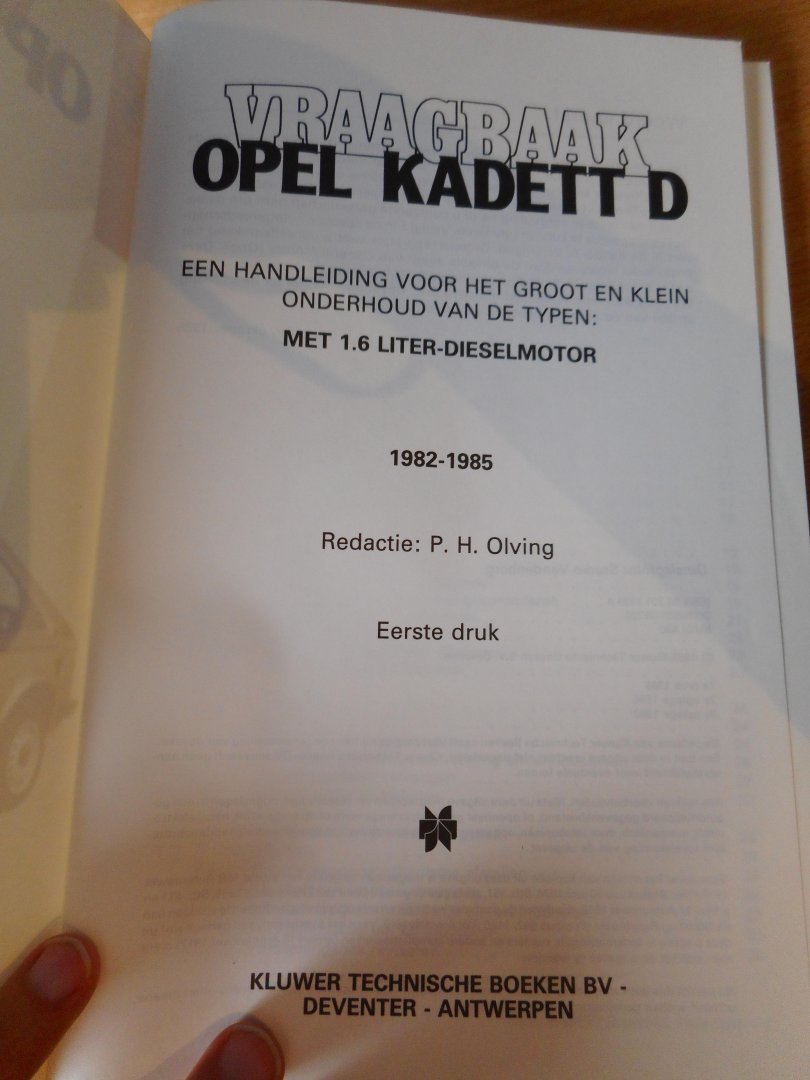 VRAAGBAAK
OPEL KADETT D
EEN HANDLEIDING VOOR HET GROOT EN KLEIN
ONDERHOUD VAN DE TYPEN:
MET 1.6 LITER-DIESELMOTOR
1982-1985
Redactie: P. H. Olving
Eerste druk
KLUWER TECHNISCHE BOEKEN BV -
DEVENTER - ANTWERPEN